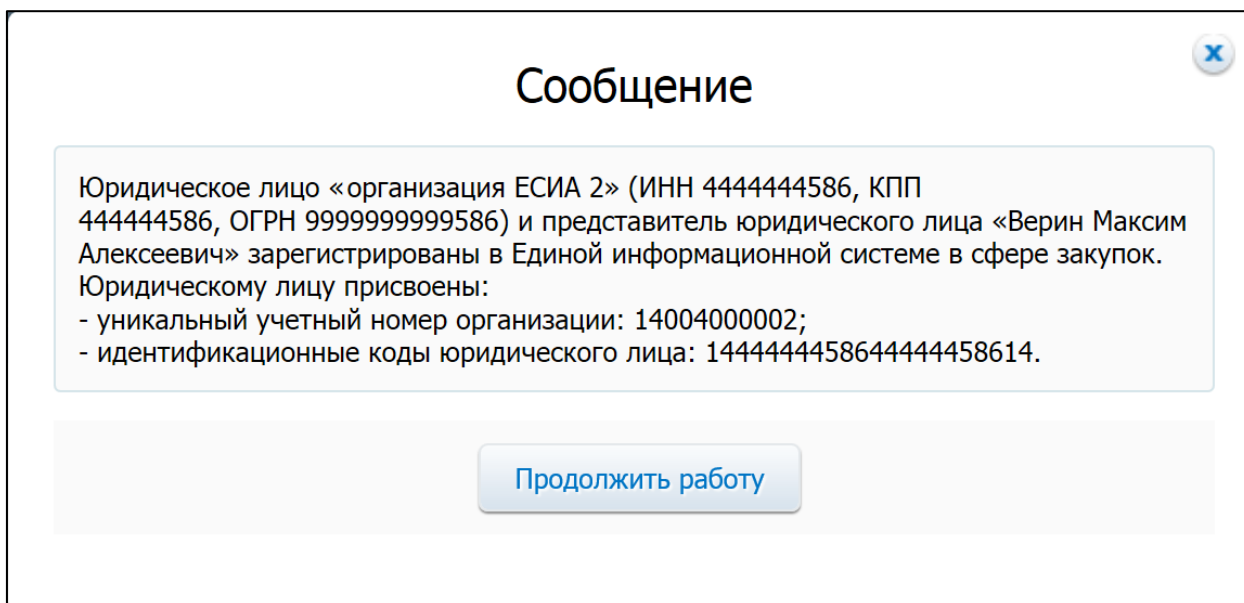 x
Сообщение
Юридическое лицо «организация ЕСИА 2» (ИНН 4444444586, КПП
444444586, ОГРН 9999999999586) и представитель юридического лица «Верин Максим
Алексеевич» зарегистрированы в Единой информационной системе в сфере закупок.
Юридическому лицу присвоены:
- уникальный учетный номер организации: 14004000002;
- идентификационные коды юридического лица: 1444444458644444458614.
Продолжить работу